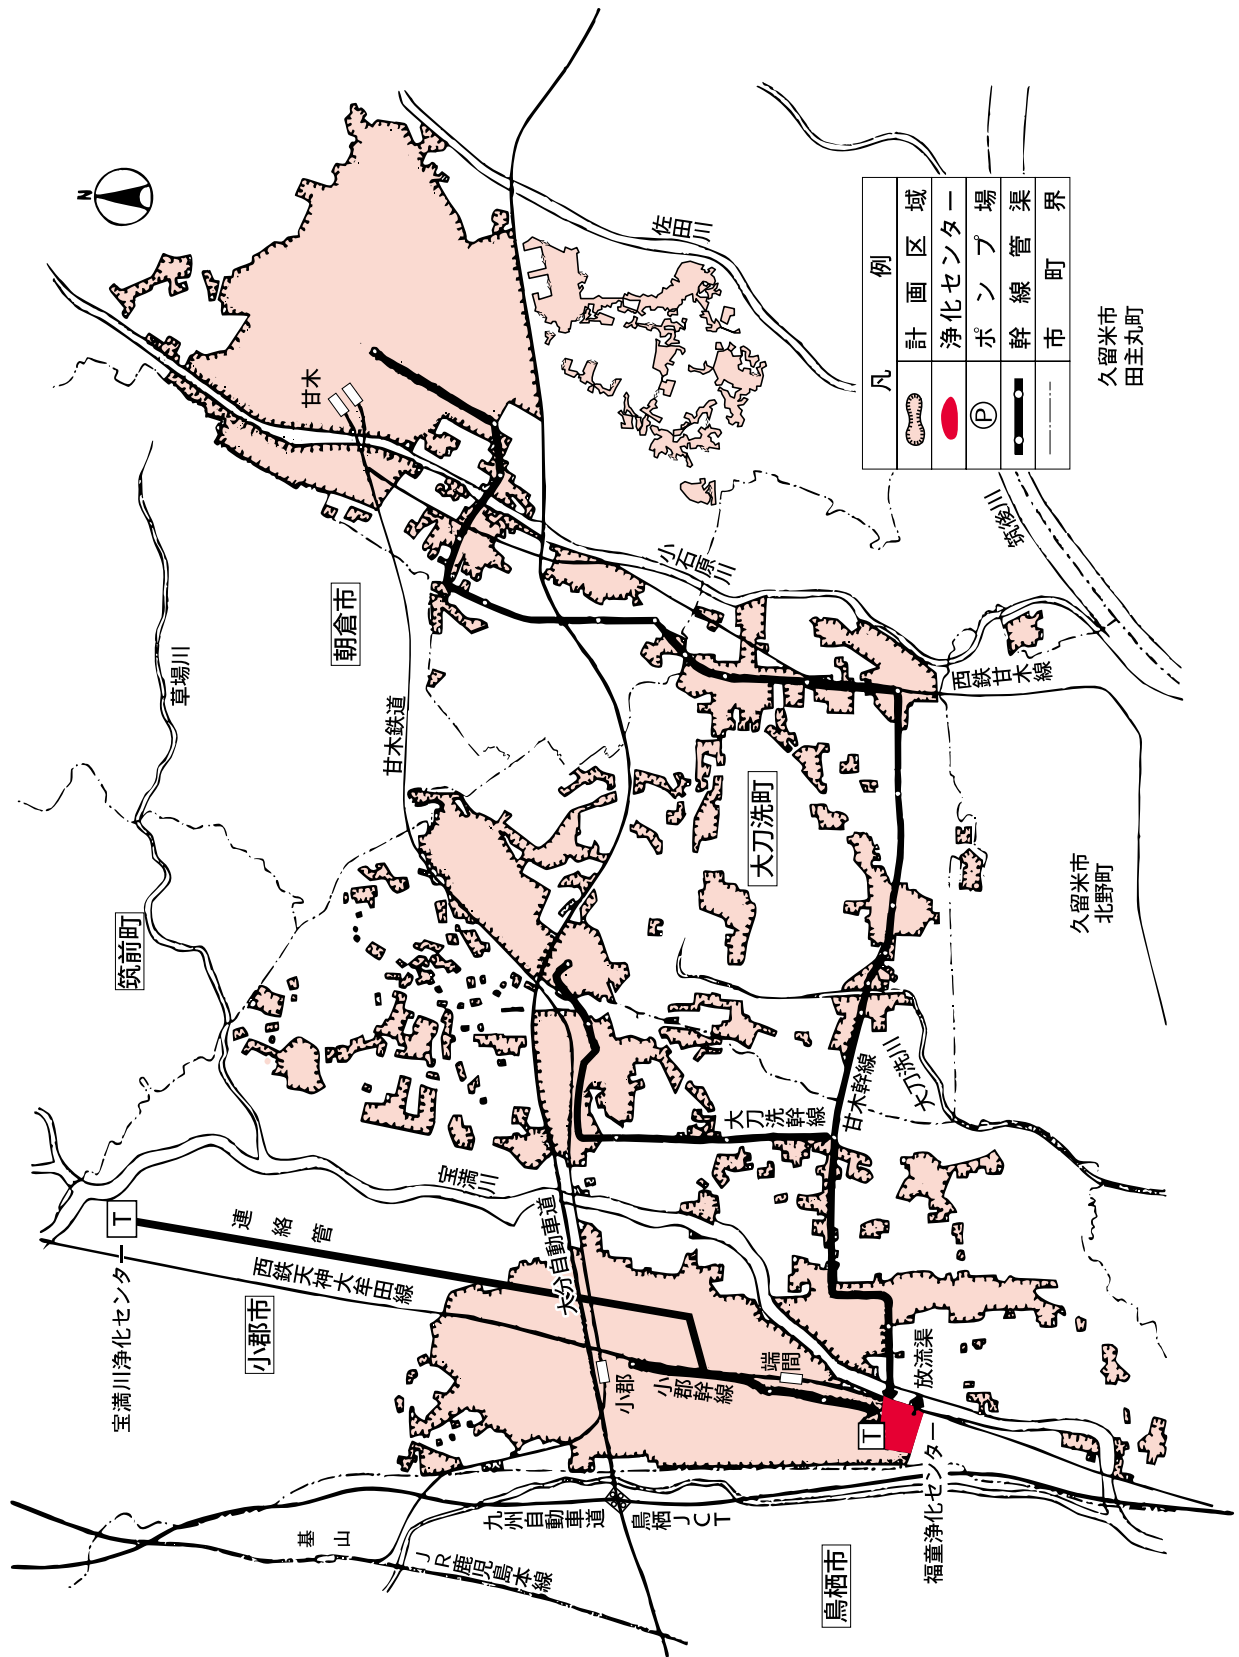 N
甘木
佐田川
凡例
計画区域
浄化センター
P ポンプ場
幹線管渠
市町界
久留米市
田主丸町
筑後川
小石原川
朝倉市
草場川
甘木鉄道
西鉄甘木線
大刀洗町
筑前町
久留米市
北野町
大刀洗川
甘木幹線
大刀洗幹線
宝満川
大分自動車道
T
連絡管
西鉄天神大牟田線
宝満川浄化センター
小郡市
小郡
小郡幹線
端間
放流渠
T
福童浄化センター
九州自動車道
鳥栖JCT
基山
JR鹿児島本線
鳥栖市